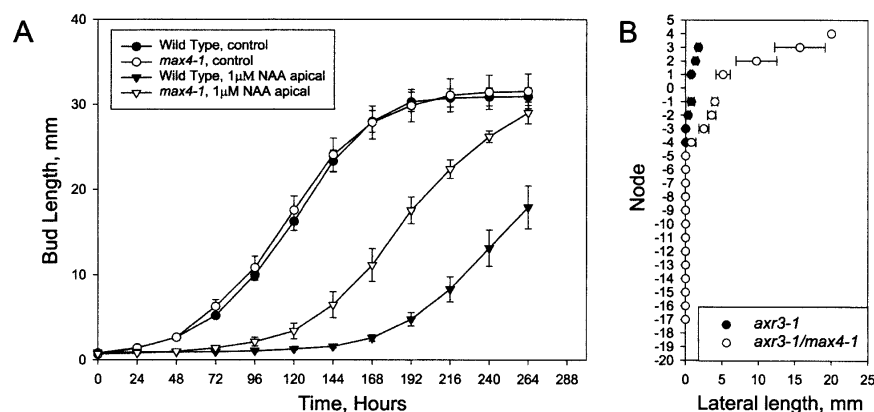 A
Wild Type, control
max4-1, control
Wild Type, 1μM NAA apical
max4-1, 1μM NAA apical
40
30
20
10
0
Bud Length, mm
0 24 48 72 96 120 144 168 192 216 240 264 288
Time, Hours
B
5
4
3
2
1
0
-1
-2
-3
-4
-5
-6
-7
-8
-9
-10
-11
-12
-13
-14
-15
-16
-17
-18
-19
-20
Node
axr3-1
axr3-1/max4-1
0 5 10 15 20
Lateral length, mm